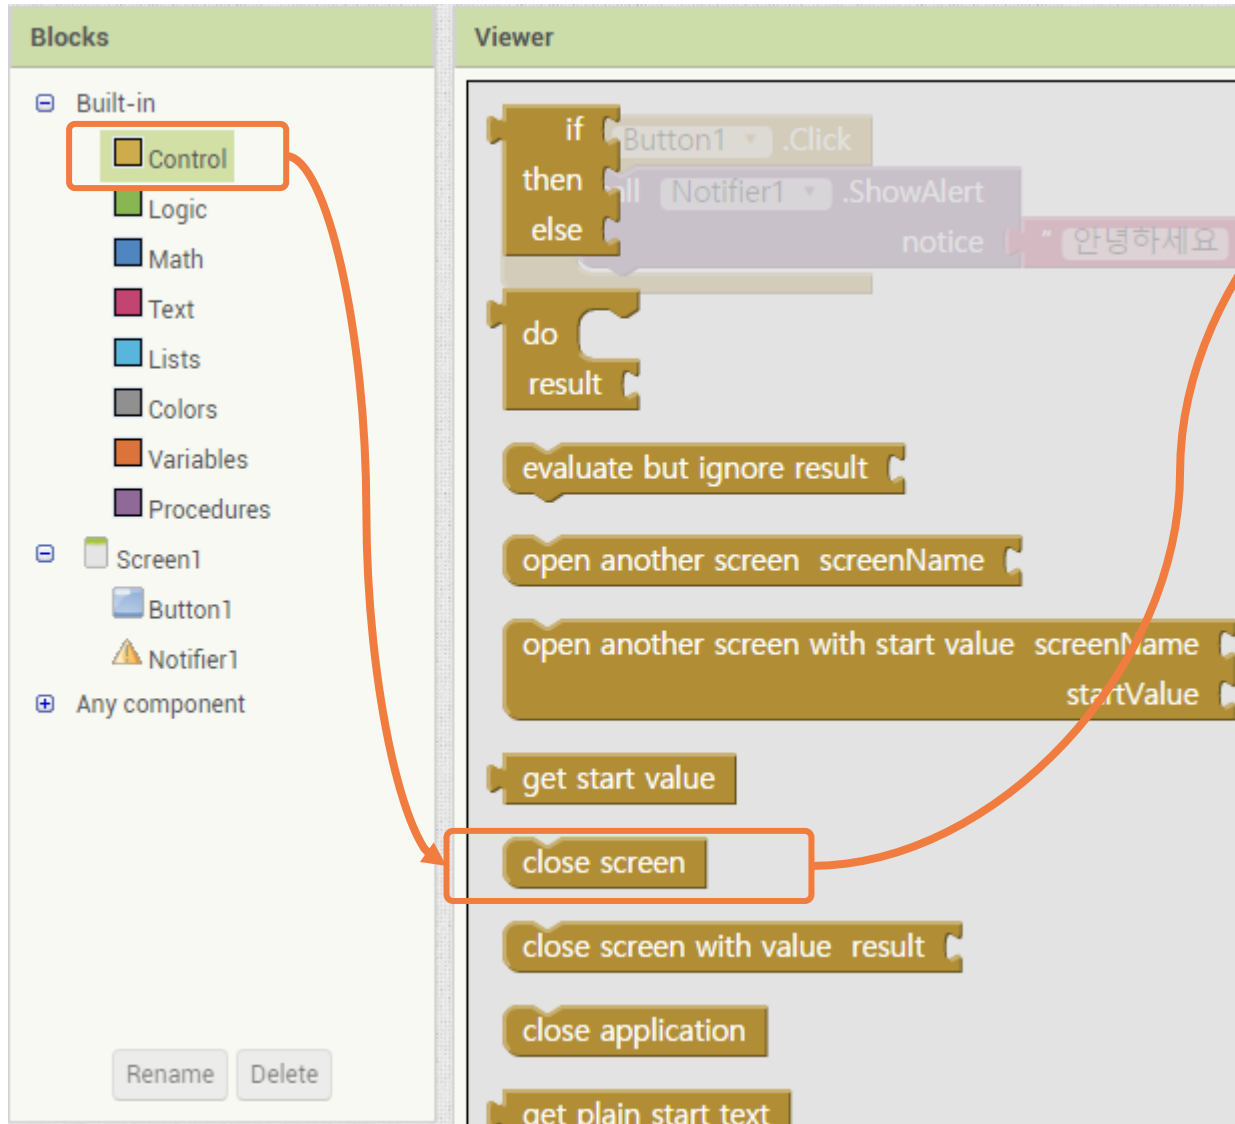 Blocks
Built-in
Control
Logic
Math
Text
Lists
Colors
Variables
Procedures
Screen1
Button1
Notifier1
Any component
Rename Delete
Viewer
if
then
else
Button1 .Click
Notifier1 .ShowAlert
notice " 안녕하세요
do
result
evaluate but ignore result
open another screen screenName
open another screen with start value screenName
startValue
get start value
close screen
close screen with value result
close application
get plain start text